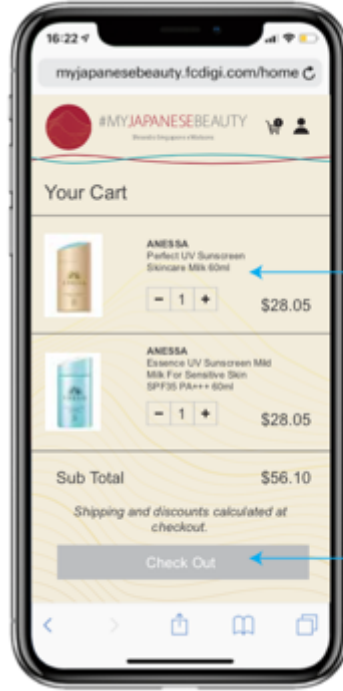 16:22
myjapanesebeauty.fcdigi.com/home
#MYJAPANESEBEAUTY
Your Cart
ANESSA
Perfect UV Sunscreen
Skincare Milk 60ml
- 1 +
$28.05
ANESSA
Essence UV Sunscreen Mild
Milk For Sensitive Skin
SPF35 PA+++ 60ml
- 1 +
$28.05
Sub Total $56.10
Shipping and discounts calculated at
checkout.
Check Out